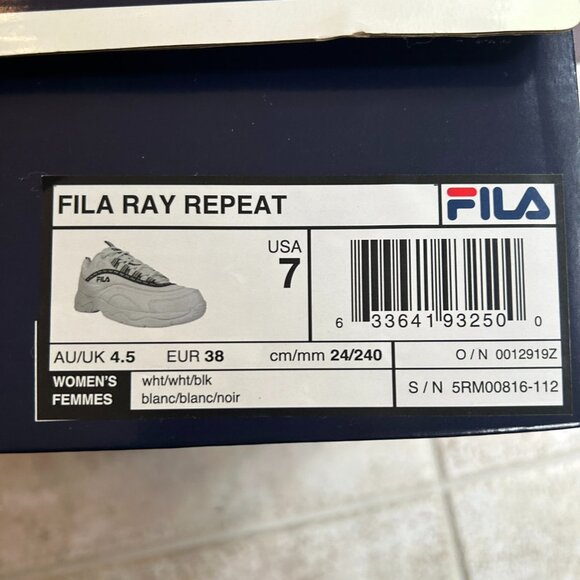 FILA RAY REPEAT
FILA
FILA
USA
7
6 33641 93250 0
AU/UK 4.5 EUR 38 cm/mm 24/240
O / N 0012919Z
WOMEN'S
FEMMES
wht/wht/blk
blanc/blanc/noir
S / N 5RM00816-112